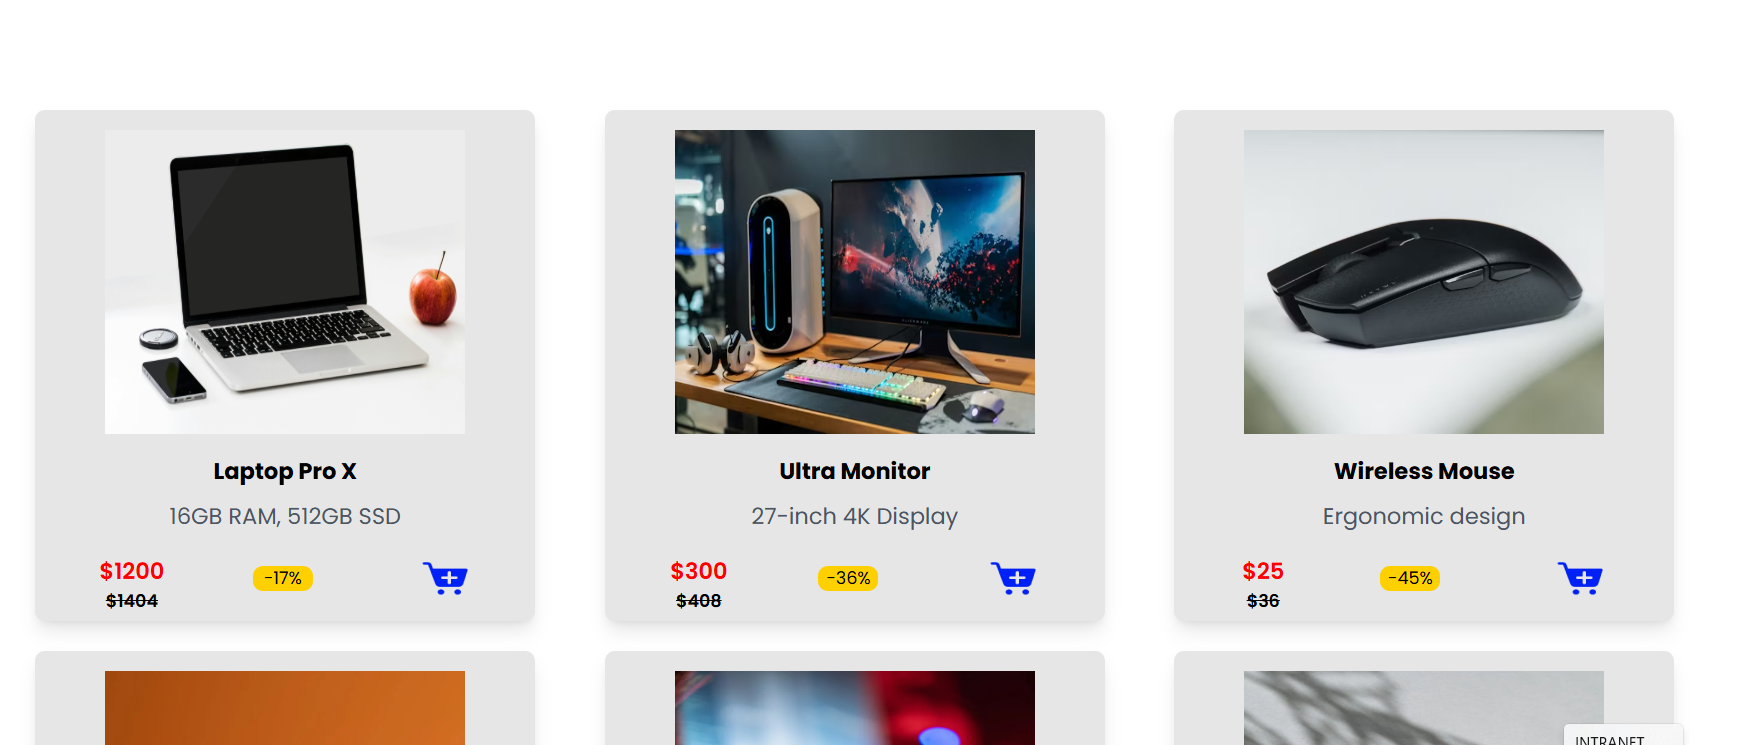 Laptop Pro X
16GB RAM, 512GB SSD
$1200
-17%
$1404
Ultra Monitor
27-inch 4K Display
$300
-36%
$408
Wireless Mouse
Ergonomic design
$25
-45%
$36
INTRANET